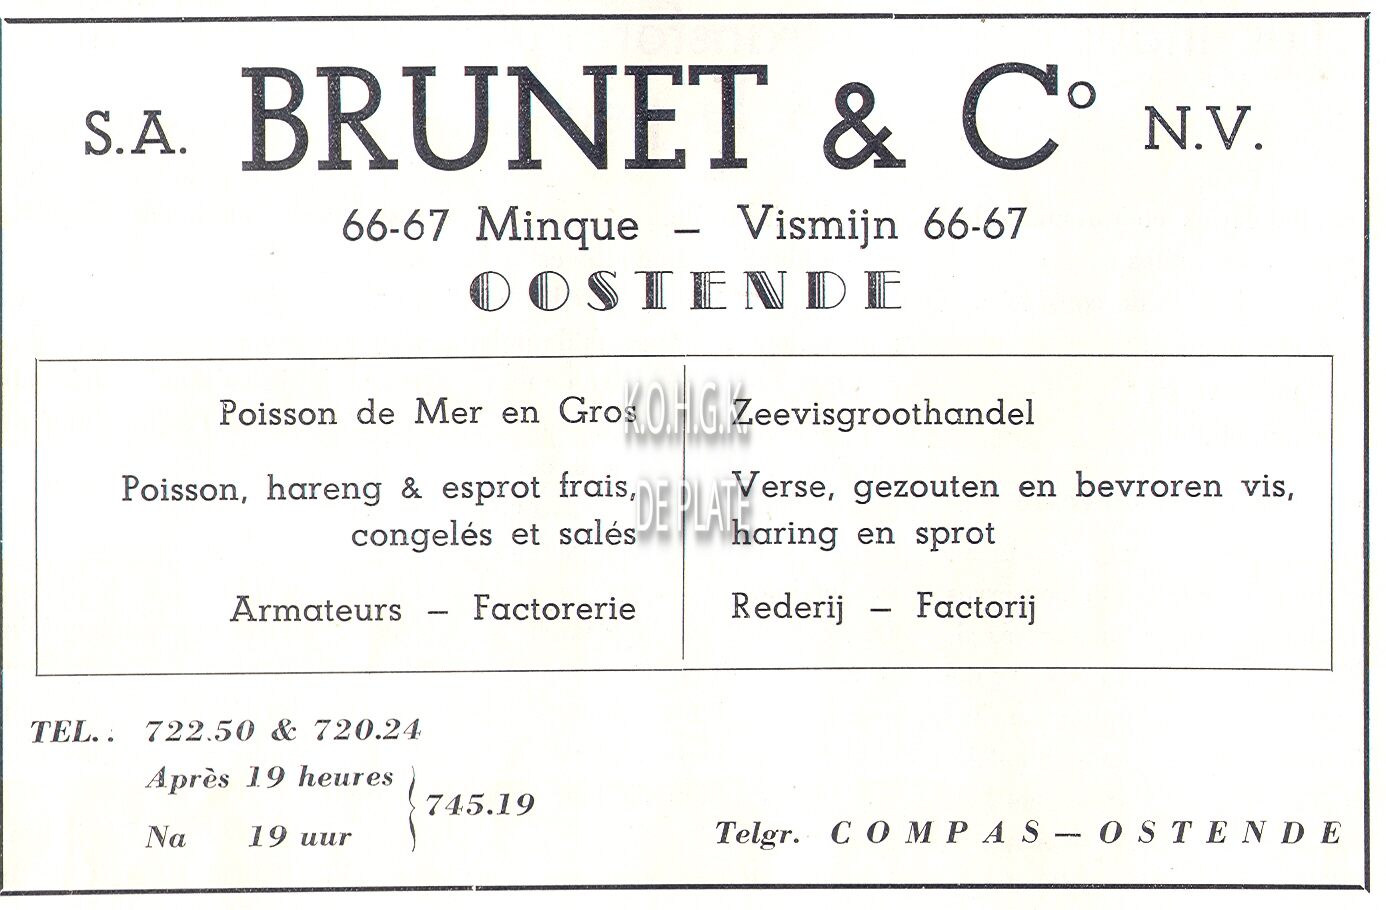 S.A. BRUNET & Cº N.V.
66-67 Minque — Vismijn 66-67
OOSTENDE
Poisson de Mer en Gros
Poisson, hareng & esprot frais,
congelés et salés
Armateurs — Factorerie
Zeevisgroothandel
Verse, gezouten en bevroren vis,
haring en sprot
Rederij — Factorij
K.O.H.G.K.
DE PLATE
TEL.: 722.50 & 720.24
Après 19 heures
Na 19 uur
745.19
Telgr. COMPAS — OSTENDE